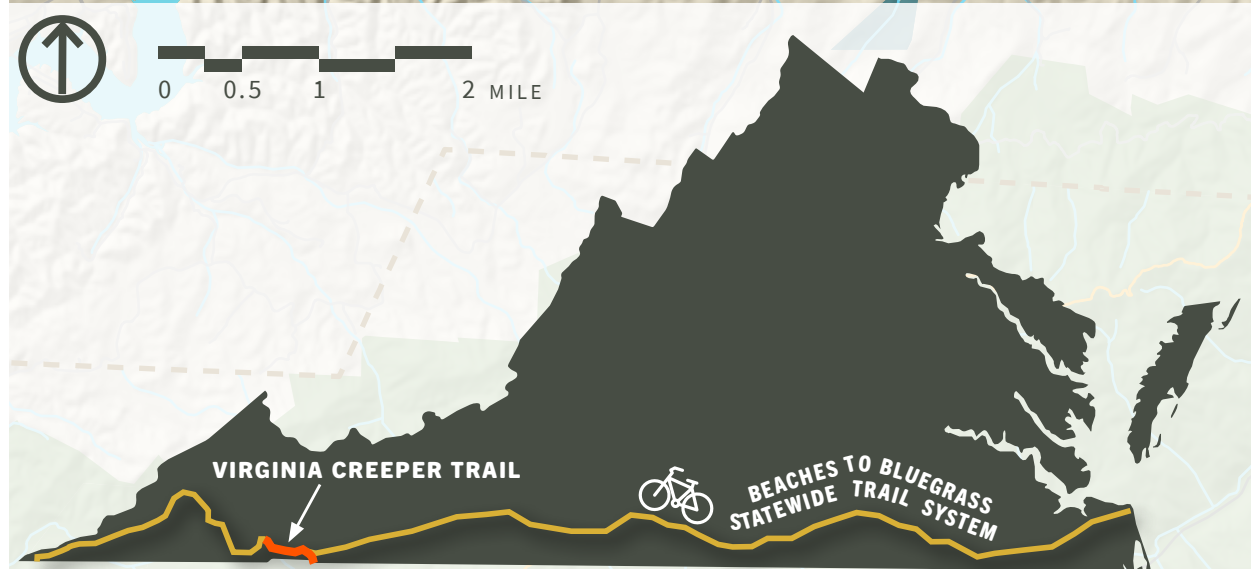 0 0.5 1 2 MILE
VIRGINIA CREEPER TRAIL
BEACHES TO BLUEGRASS
STATEWIDE TRAIL SYSTEM